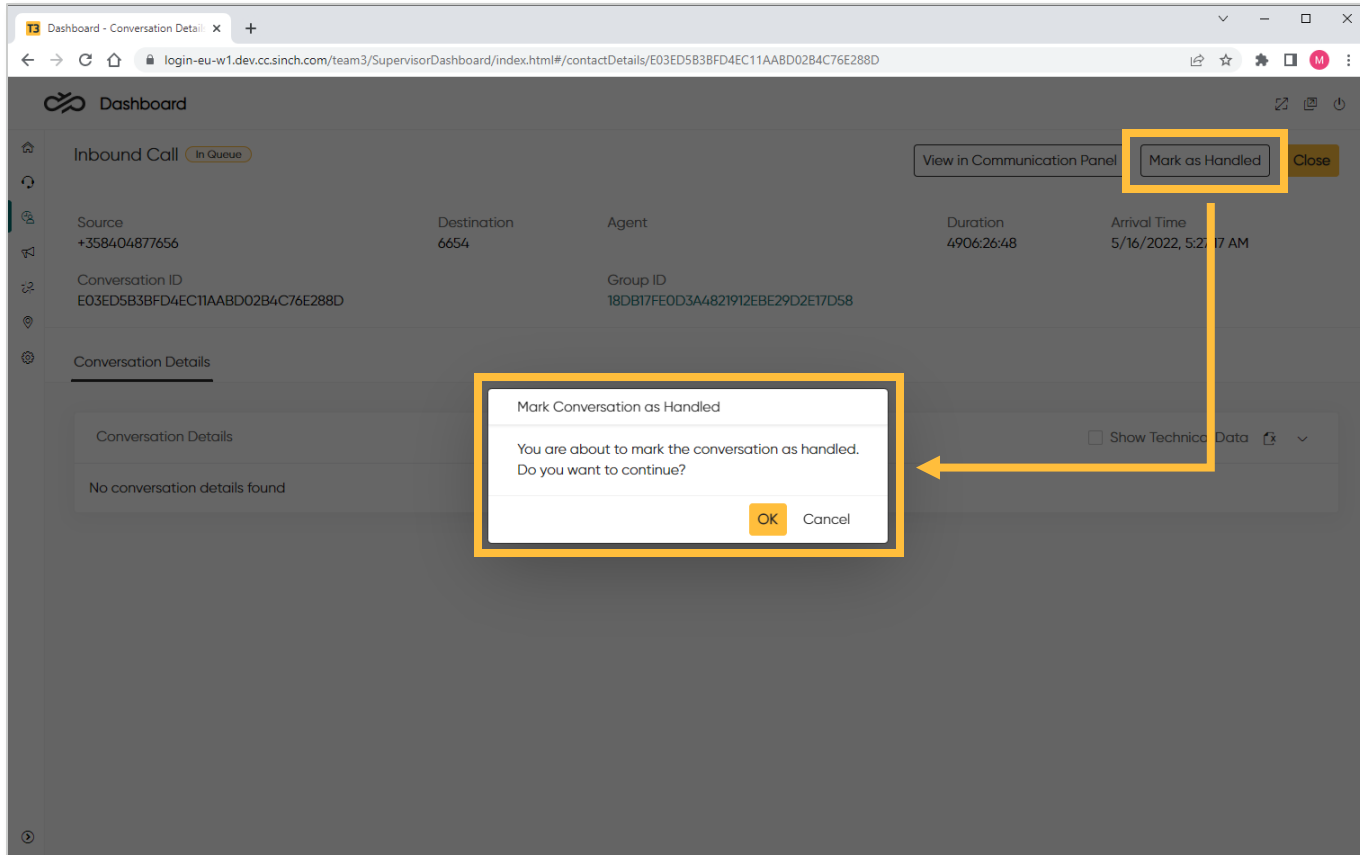 T3 Dashboard - Conversation Detail
login-eu-w1.dev.cc.sinch.com/team3/SupervisorDashboard/index.html#/contactDetails/E03ED5B3BFD4EC11AABD02B4C76E288D
M
Dashboard
Inbound Call In Queue
View in Communication Panel Mark as Handled Close
Source Destination Agent Duration Arrival Time
+358404877656 6654 4906:26:48 5/16/2022, 5:27:17 AM
Conversation ID Group ID
E03ED5B3BFD4EC11AABD02B4C76E288D 18DB17FE0D3A4821912EBE29D2E17D58
Conversation Details
Mark Conversation as Handled
Conversation Details Show Technical Data
You are about to mark the conversation as handled.
Do you want to continue?
No conversation details found
OK Cancel